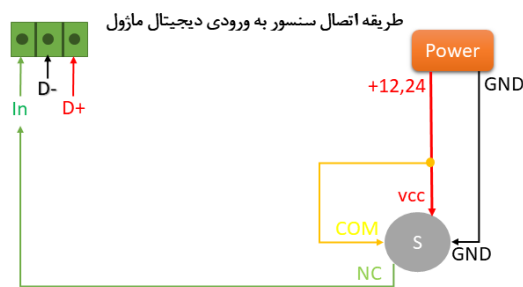 طریقه اتصال سنسور به ورودی دیجیتال ماژول
Power
+12,24
GND
D-
In
D+
vcc
COM
S
GND
NC